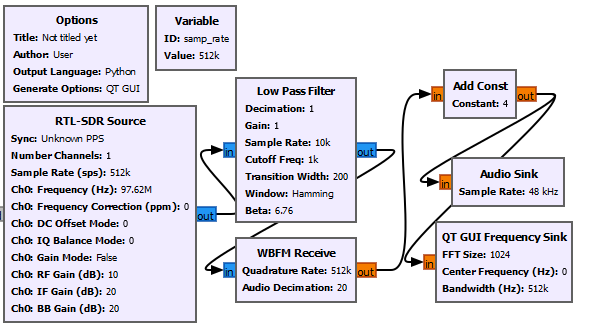 Options
Title: Not titled yet
Author: User
Output Language: Python
Generate Options: QT GUI
Variable
ID: samp_rate
Value: 512k
RTL-SDR Source
Sync: Unknown PPS
Number Channels: 1
Sample Rate (sps): 512k
Ch0: Frequency (Hz): 97.62M
Ch0: Frequency Correction (ppm): 0
Ch0: DC Offset Mode: 0
Ch0: IQ Balance Mode: 0
Ch0: Gain Mode: False
Ch0: RF Gain (dB): 10
Ch0: IF Gain (dB): 20
Ch0: BB Gain (dB): 20
out
Low Pass Filter
Decimation: 1
Gain: 1
Sample Rate: 10k
Cutoff Freq: 1k
Transition Width: 200
Window: Hamming
Beta: 6.76
in
out
WBFM Receive
Quadrature Rate: 512k
Audio Decimation: 20
in
out
Add Const
Constant: 4
in
out
Audio Sink
Sample Rate: 48 kHz
in
QT GUI Frequency Sink
FFT Size: 1024
Center Frequency (Hz): 0
Bandwidth (Hz): 512k
in